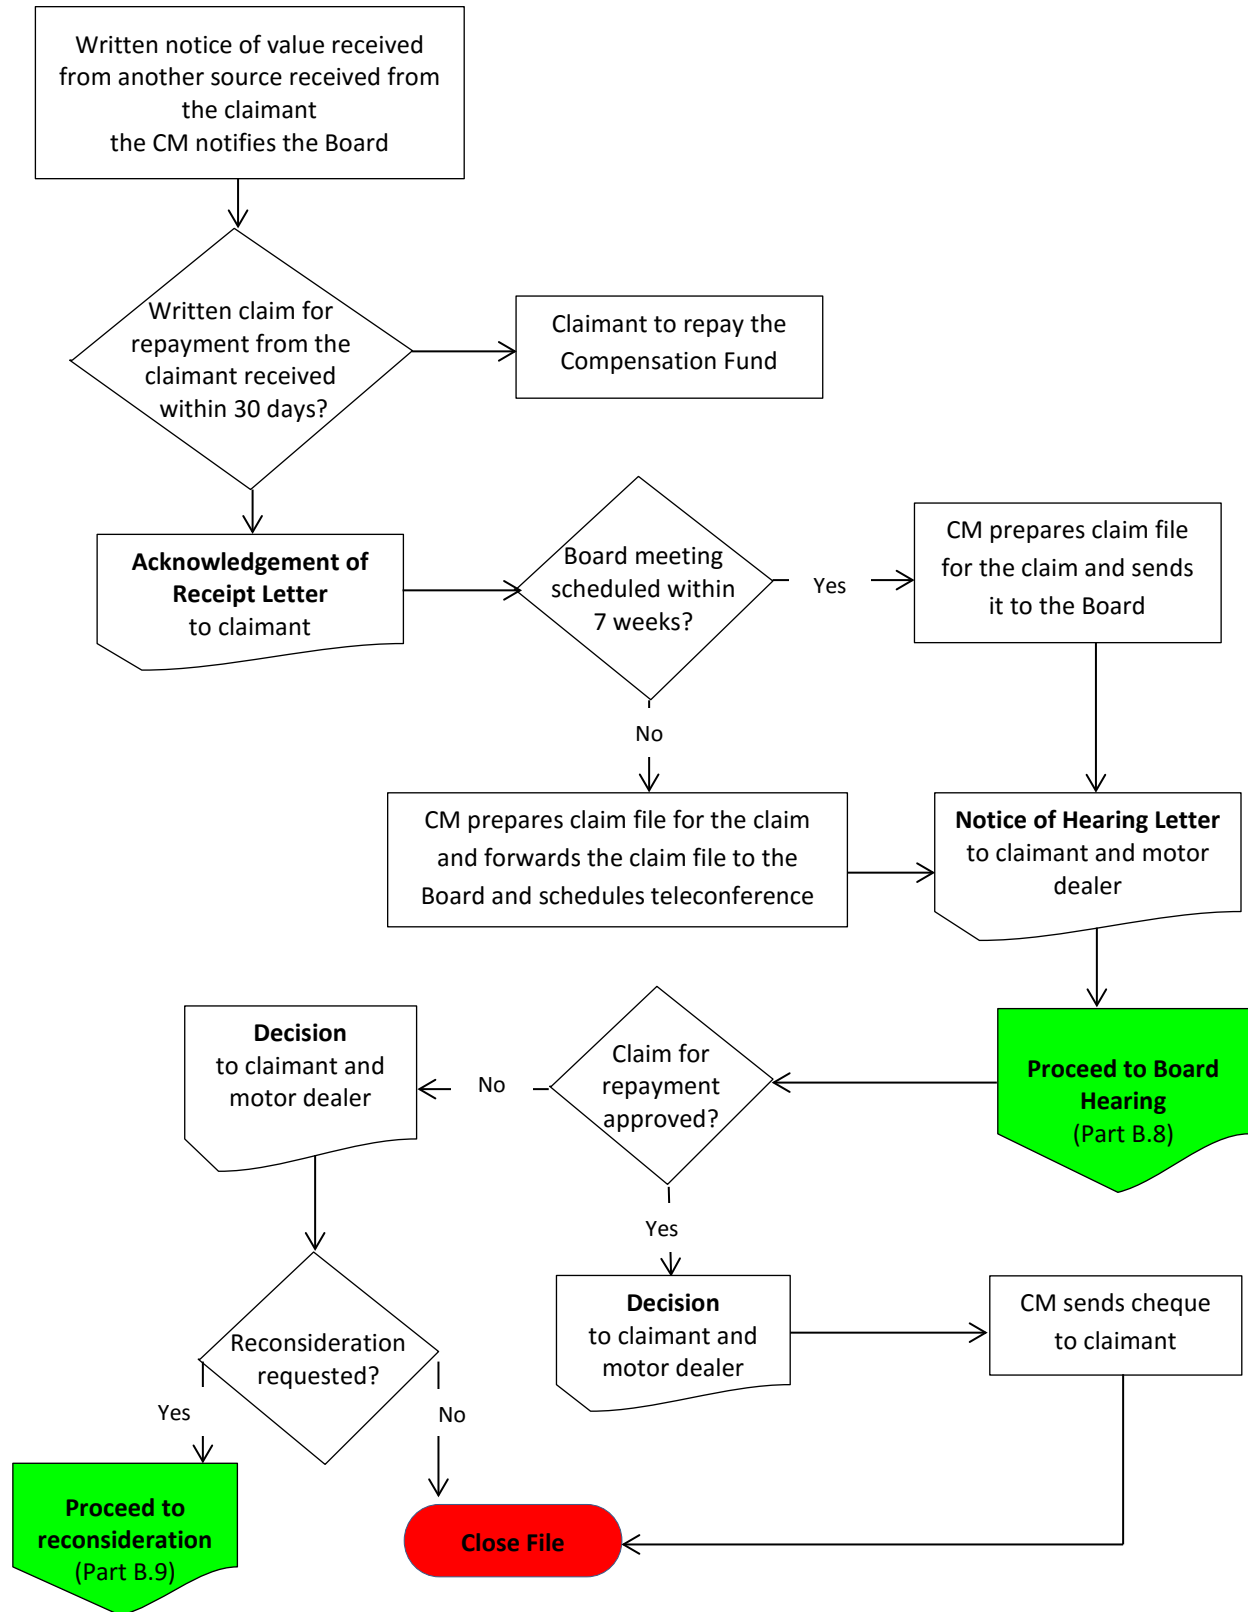 Written notice of value received
from another source received from
the claimant
the CM notifies the Board
Written claim for
repayment from the
claimant received
within 30 days?
Claimant to repay the
Compensation Fund
Acknowledgement of
Receipt Letter
to claimant
Board meeting
scheduled within
7 weeks?
Yes
CM prepares claim file
for the claim and sends
it to the Board
No
CM prepares claim file for the claim
and forwards the claim file to the
Board and schedules teleconference
Notice of Hearing Letter
to claimant and motor
dealer
Proceed to Board
Hearing
(Part B.8)
Claim for
repayment
approved?
No
Decision
to claimant and
motor dealer
Yes
Decision
to claimant and
motor dealer
CM sends cheque
to claimant
Reconsideration
requested?
Yes
No
Proceed to
reconsideration
(Part B.9)
Close File